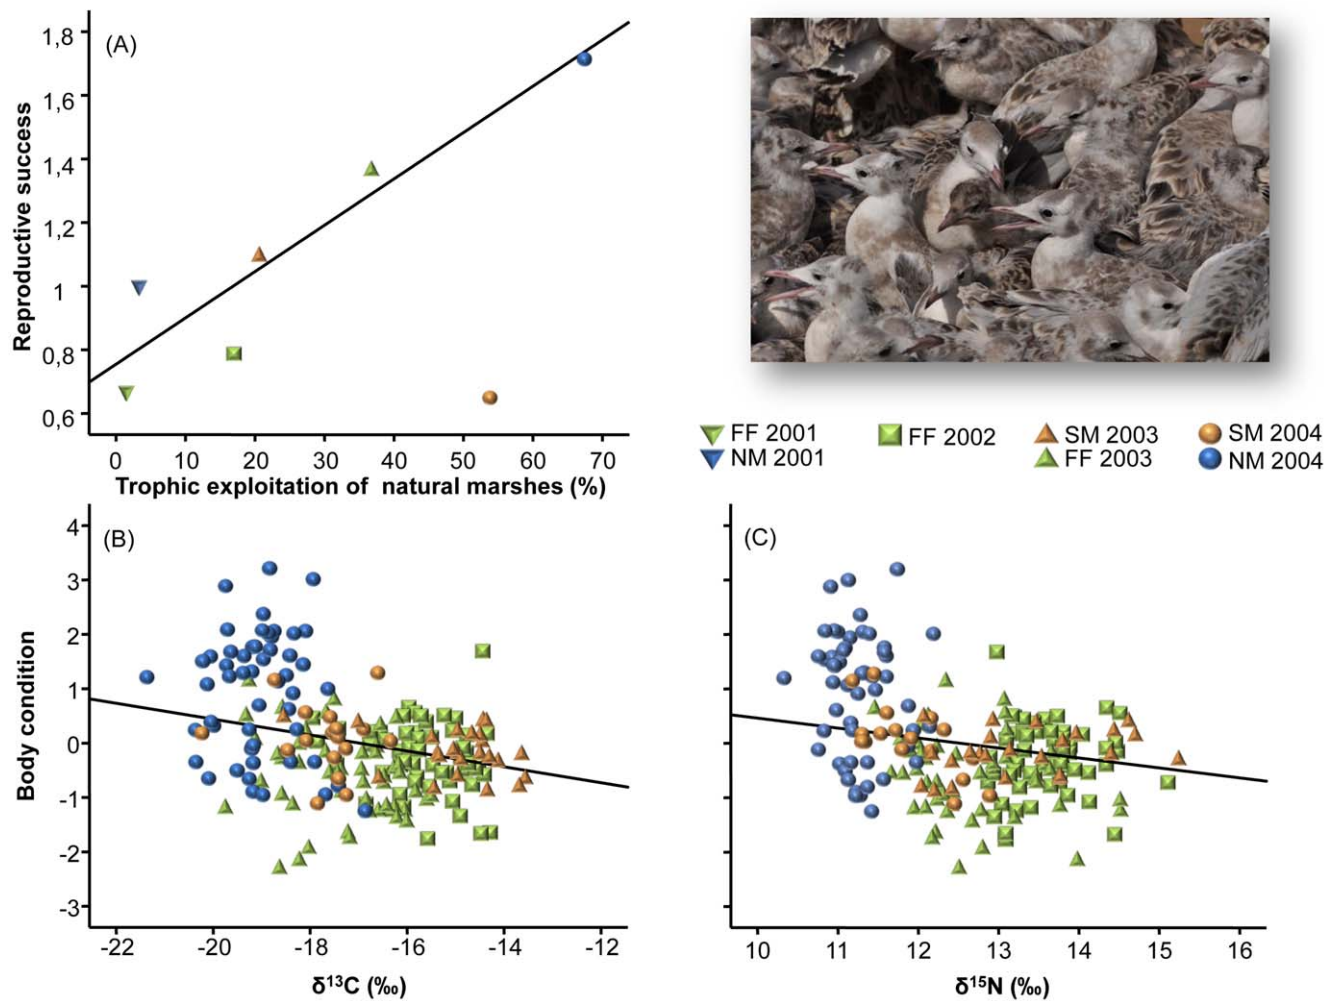 (A)
Reproductive success
1,8
1,6
1,4
1,2
1
0,8
0,6
0 10 20 30 40 50 60 70
Trophic exploitation of natural marshes (%)
FF 2001
NM 2001
FF 2002
SM 2003
FF 2003
SM 2004
NM 2004
(B)
Body condition
4
3
2
1
0
-1
-2
-3
-22 -20 -18 -16 -14 -12
δ¹³C (‰)
(C)
10 11 12 13 14 15 16
δ¹⁵N (‰)